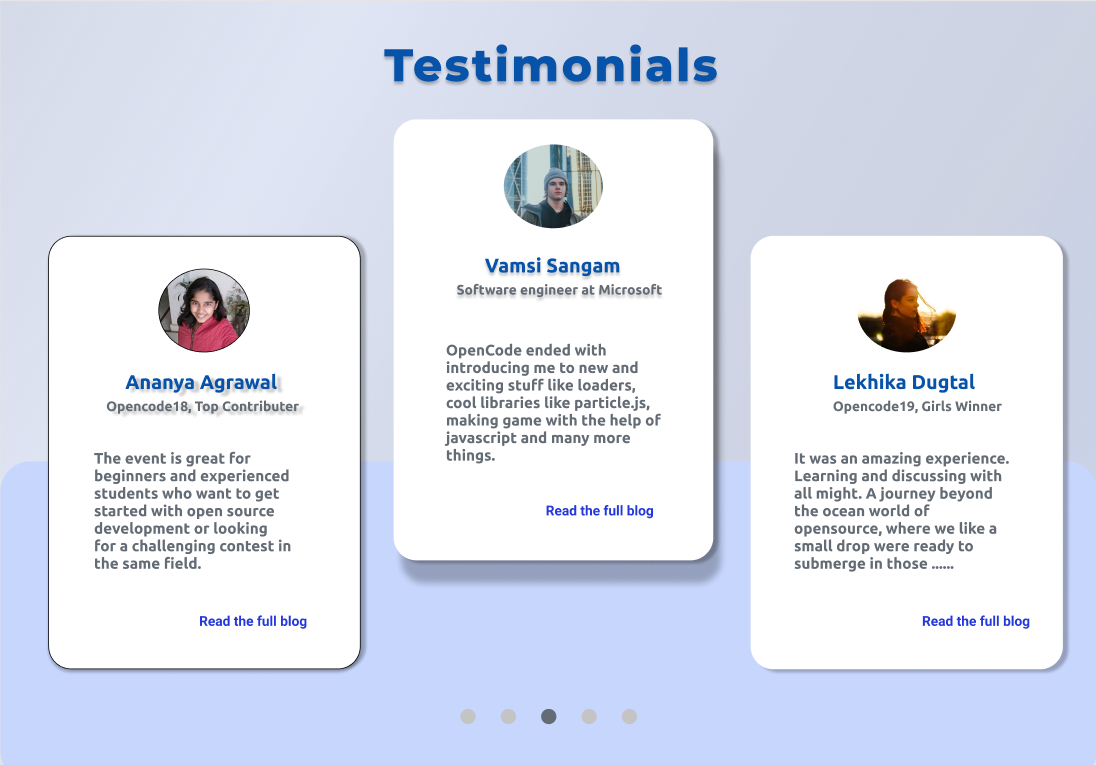 Testimonials
Ananya Agrawal
Opencode18, Top Contributer
The event is great for
beginners and experienced
students who want to get
started with open source
development or looking
for a challenging contest in
the same field.
Read the full blog
Vamsi Sangam
Software engineer at Microsoft
OpenCode ended with
introducing me to new and
exciting stuff like loaders,
cool libraries like particle.js,
making game with the help of
javascript and many more
things.
Read the full blog
Lekhika Dugtal
Opencode19, Girls Winner
It was an amazing experience.
Learning and discussing with
all might. A journey beyond
the ocean world of
opensource, where we like a
small drop were ready to
submerge in those ......
Read the full blog